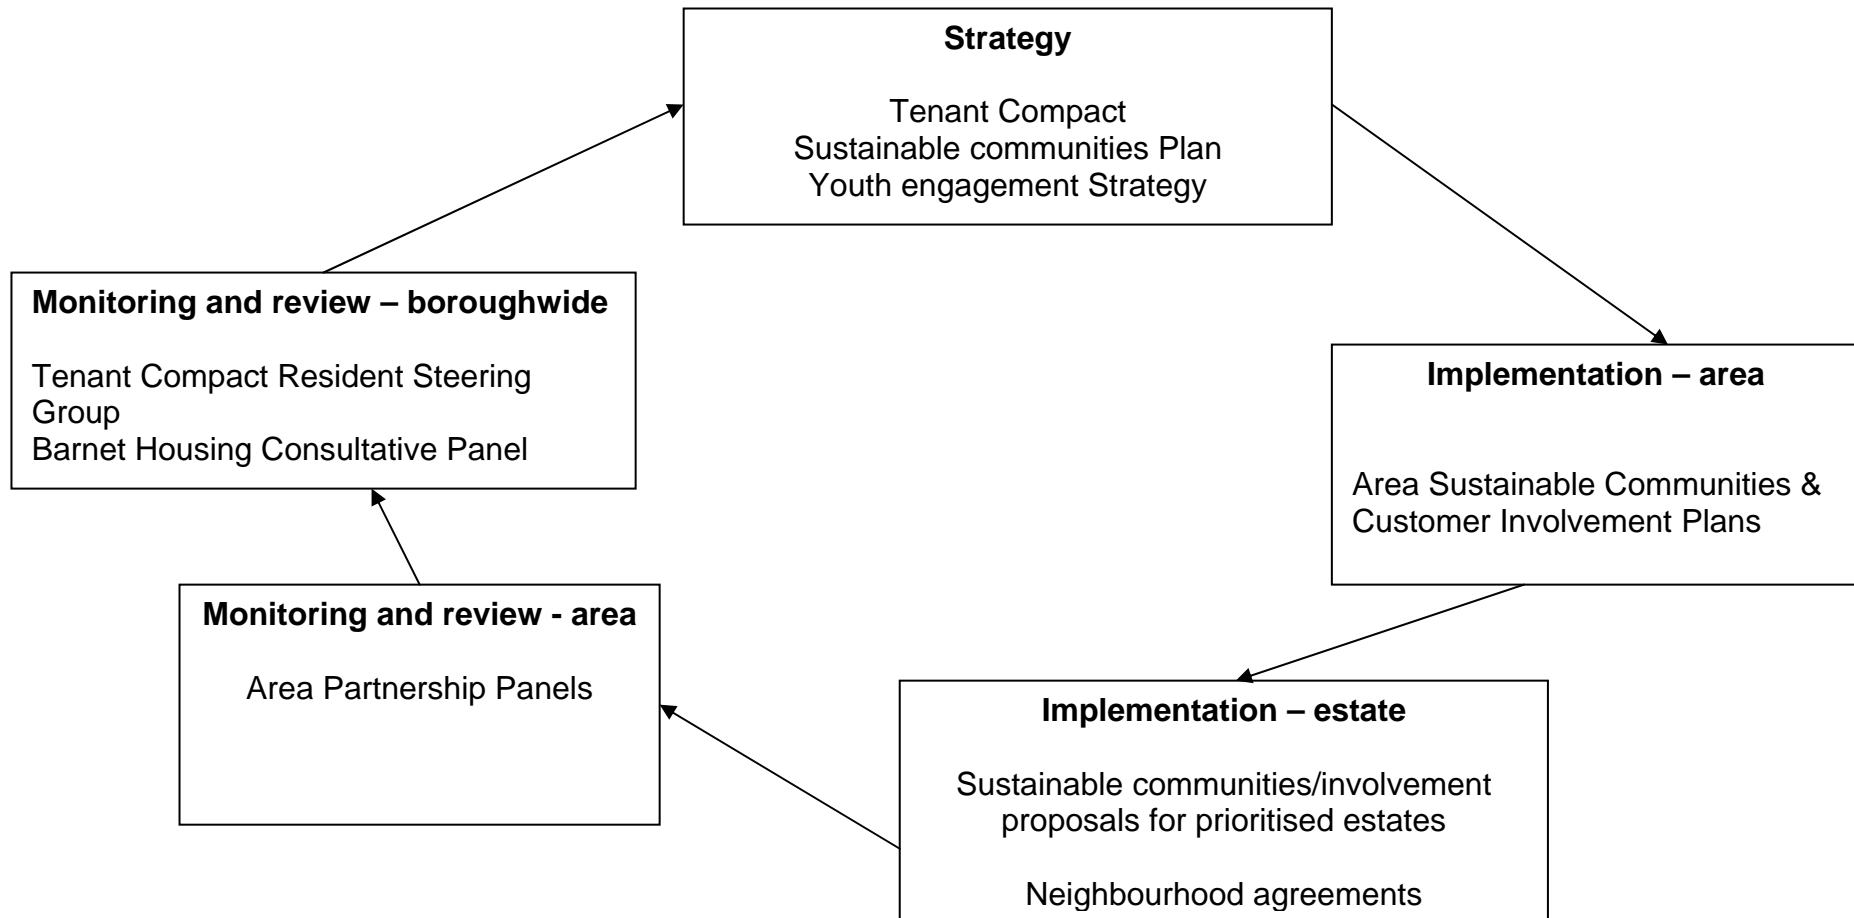 Strategy
Tenant Compact
Sustainable communities Plan
Youth engagement Strategy
Monitoring and review – boroughwide
Tenant Compact Resident Steering
Group
Barnet Housing Consultative Panel
Implementation – area
Area Sustainable Communities &
Customer Involvement Plans
Monitoring and review - area
Area Partnership Panels
Implementation – estate
Sustainable communities/involvement
proposals for prioritised estates
Neighbourhood agreements